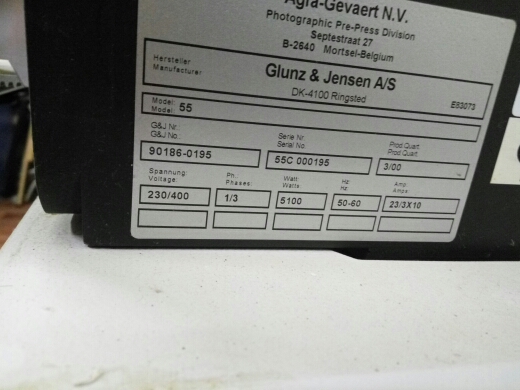 Agfa-Gevaert N.V.
Photographic Pre-Press Division
Septestraat 27
B-2640 Mortsel-Belgium
Hersteller
Manufacturer
Glunz & Jensen A/S
DK-4100 Ringsted
E93073
Model:
Model: 55
G&J Nr.: Serie Nr. Prod Quart.
G&J No.: Serial No. Prod Quart.
90186-0195 55C 000195 3/00
Spannung Ph. Watt Hz Amp.
Voltage: Phases: Watts Hz Amps.
230/400 1/3 5100 50-60 23/3X10